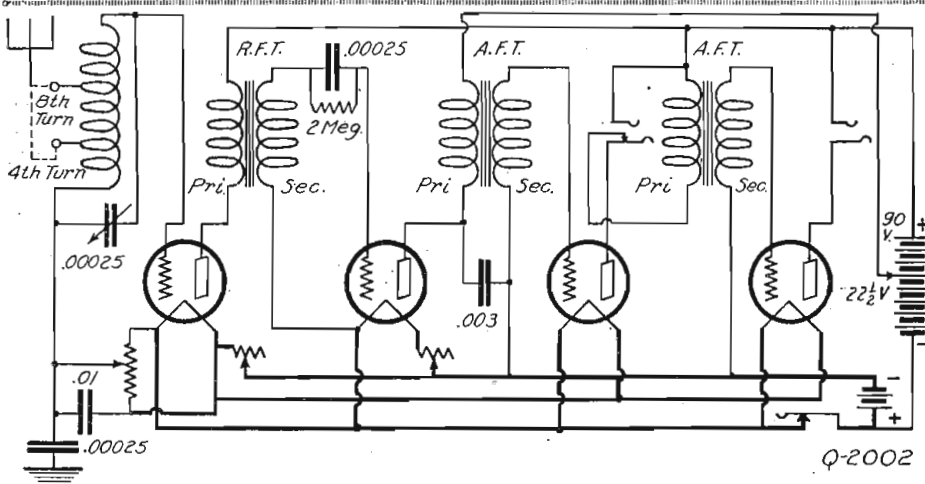 R.F.T.
.00025
A.F.T.
A.F.T.
8th
Turn
2 Meg.
4th Turn
Pri.
Sec.
Pri
Sec.
Pri
Sec.
.00025
90
V.
+
22½V
-
.003
.01
-
+
.00025
Q-2002